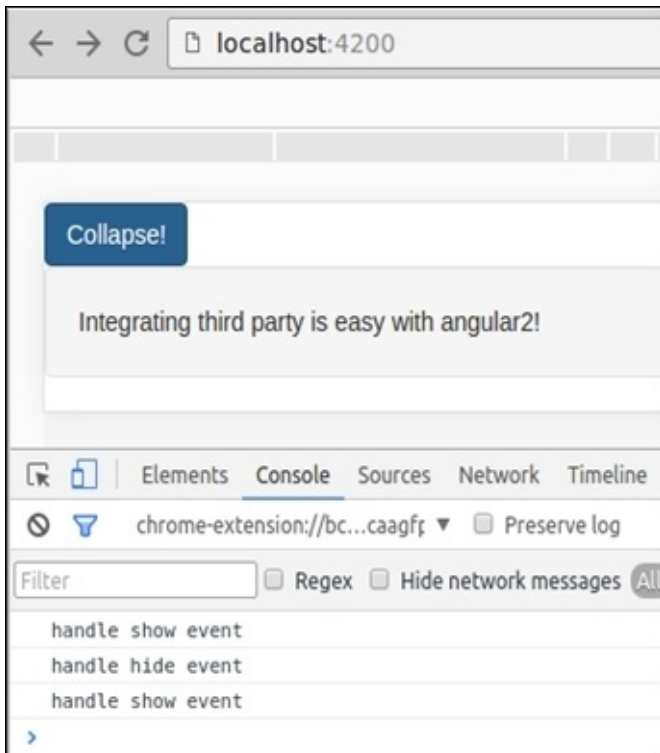 localhost:4200
Collapse!
Integrating third party is easy with angular2!
Elements Console Sources Network Timeline
chrome-extension://bc...caagfp ▼ Preserve log
Filter Regex Hide network messages All
handle show event
handle hide event
handle show event
>